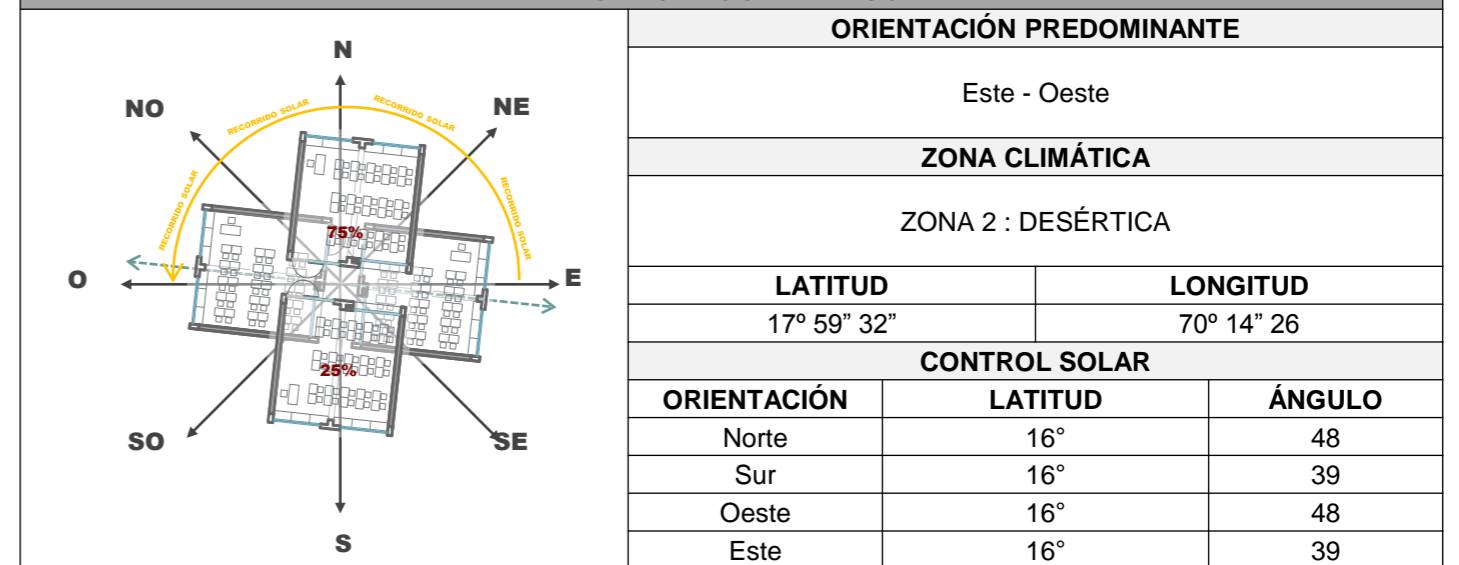 N
NO
NE
RECORRIDO SOLAR
RECORRIDO SOLAR
RECORRIDO SOLAR
RECORRIDO SOLAR
75%
O
E
25%
SO
SE
S
ORIENTACIÓN PREDOMINANTE
Este - Oeste
ZONA CLIMÁTICA
ZONA 2 : DESÉRTICA
LATITUD LONGITUD
17º 59” 32” 70º 14” 26
CONTROL SOLAR
ORIENTACIÓN LATITUD ÁNGULO
Norte 16° 48
Sur 16° 39
Oeste 16° 48
Este 16° 39